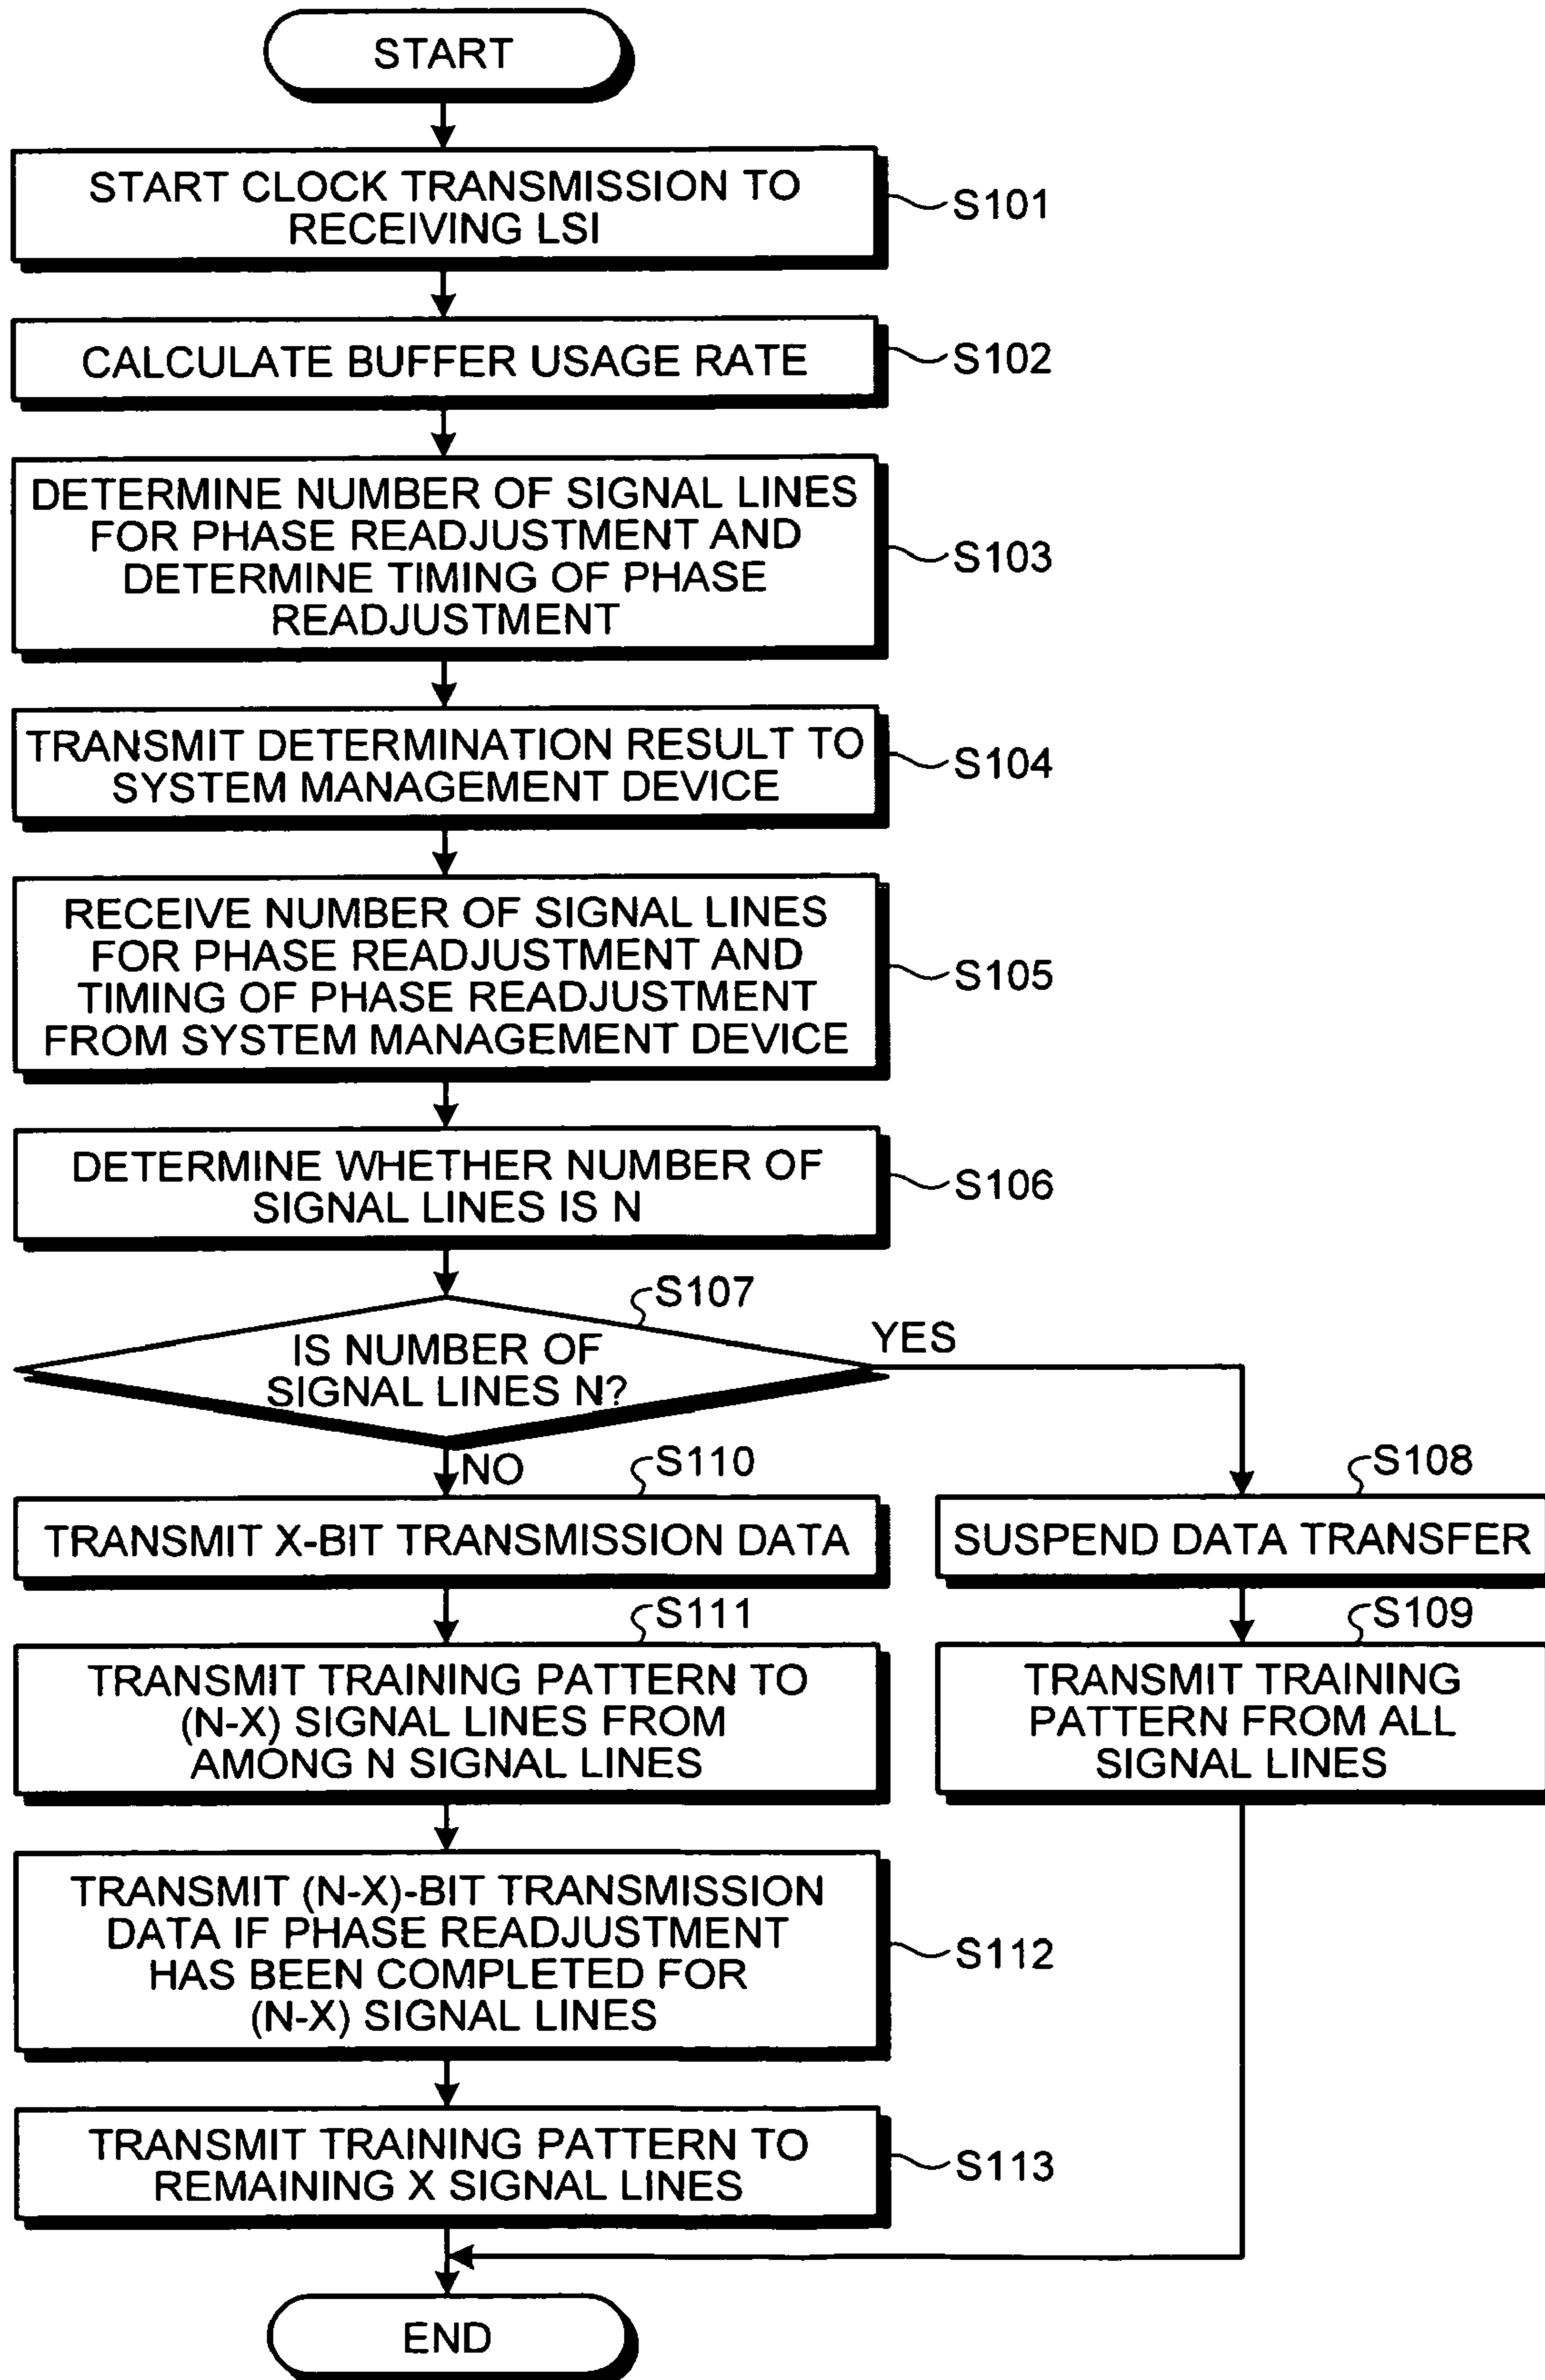 START
START CLOCK TRANSMISSION TO
RECEIVING LSI
S101
CALCULATE BUFFER USAGE RATE
S102
DETERMINE NUMBER OF SIGNAL LINES
FOR PHASE READJUSTMENT AND
DETERMINE TIMING OF PHASE
READJUSTMENT
S103
TRANSMIT DETERMINATION RESULT TO
SYSTEM MANAGEMENT DEVICE
S104
RECEIVE NUMBER OF SIGNAL LINES
FOR PHASE READJUSTMENT AND
TIMING OF PHASE READJUSTMENT
FROM SYSTEM MANAGEMENT DEVICE
S105
DETERMINE WHETHER NUMBER OF
SIGNAL LINES IS N
S106
S107
IS NUMBER OF
SIGNAL LINES N?
YES
NO
S110
TRANSMIT X-BIT TRANSMISSION DATA
S108
SUSPEND DATA TRANSFER
S111
TRANSMIT TRAINING PATTERN TO
(N-X) SIGNAL LINES FROM
AMONG N SIGNAL LINES
S109
TRANSMIT TRAINING
PATTERN FROM ALL
SIGNAL LINES
TRANSMIT (N-X)-BIT TRANSMISSION
DATA IF PHASE READJUSTMENT
HAS BEEN COMPLETED FOR
(N-X) SIGNAL LINES
S112
TRANSMIT TRAINING PATTERN TO
REMAINING X SIGNAL LINES
S113
END